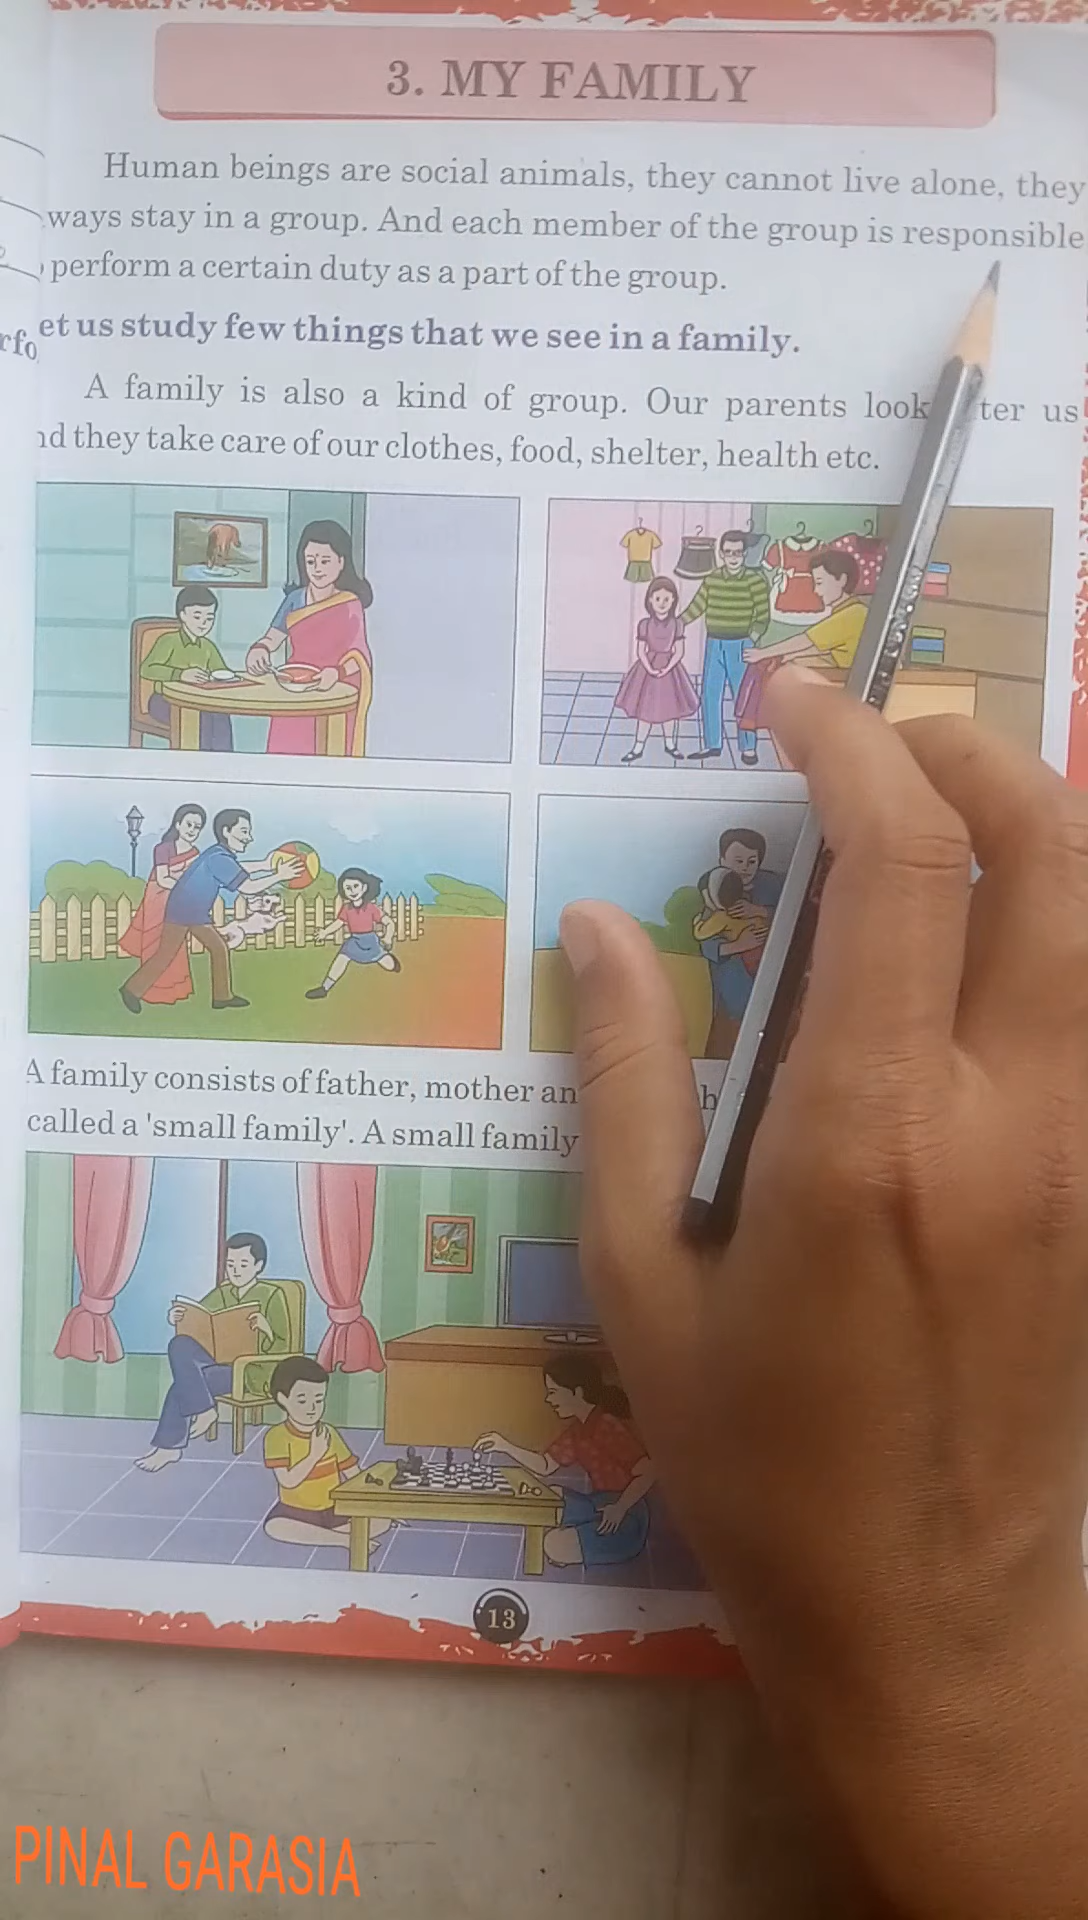 3. MY FAMILY
Human beings are social animals, they cannot live alone, they
ways stay in a group. And each member of the group is responsible
perform a certain duty as a part of the group.
et us study few things that we see in a family.
rfo
A family is also a kind of group. Our parents look ter us
nd they take care of our clothes, food, shelter, health etc.
A family consists of father, mother an h
called a 'small family'. A small family
13
PINAL GARASIA